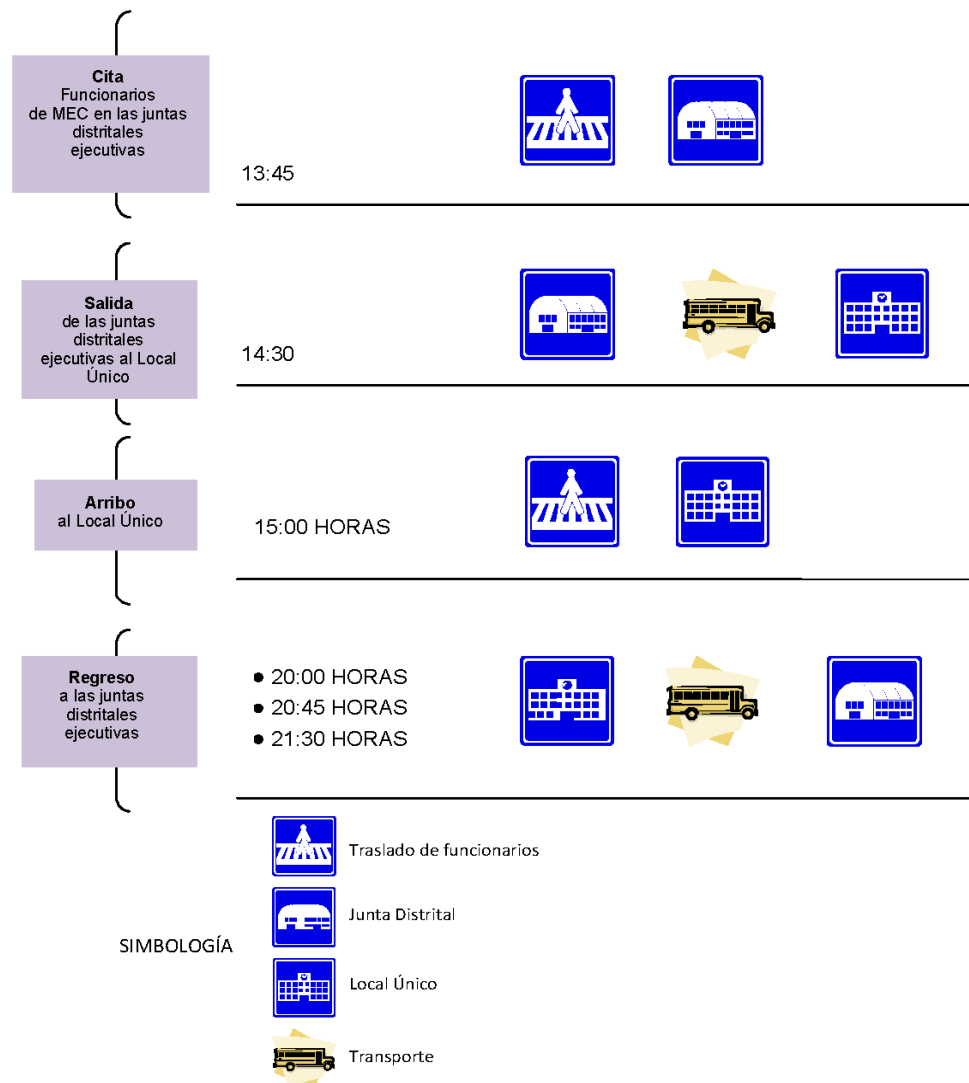 Cita
Funcionarios
de MEC en las juntas
distritales
ejecutivas
13:45
Salida
de las juntas
distritales
ejecutivas al Local
Único
14:30
Arribo
al Local Único
15:00 HORAS
Regreso
a las juntas
distritales
ejecutivas
• 20:00 HORAS
• 20:45 HORAS
• 21:30 HORAS
SIMBOLOGÍA
Traslado de funcionarios
Junta Distrital
Local Único
Transporte